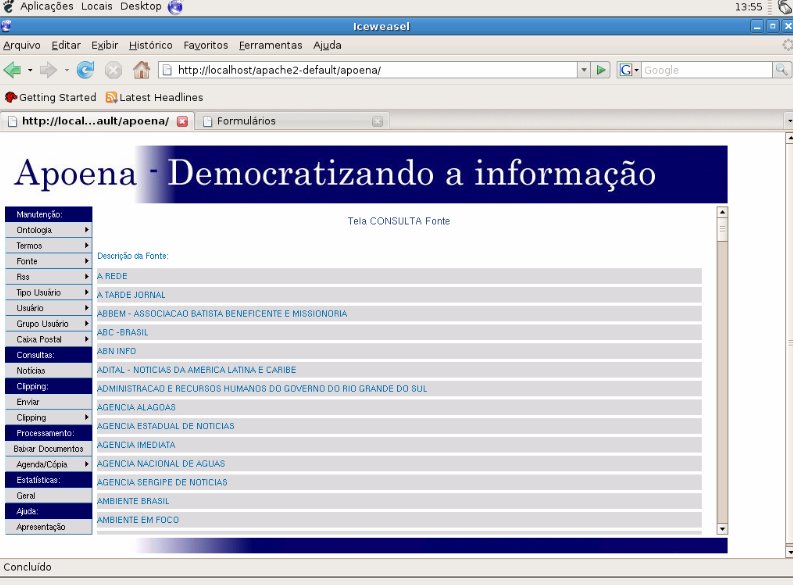 Aplicações Locais Desktop 13:55
Iceweasel
Arquivo Editar Exibir Histórico Favoritos Ferramentas Ajuda
http://localhost/apache2-default/apoena/ G Google
Getting Started Latest Headlines
http://local...ault/apoena/ Formulários
Apoena - Democratizando a informação
Manutenção:
Ontologia
Termos
Fonte
Rss
Tipo Usuário
Usuário
Grupo Usuário
Caixa Postal
Consultas:
Notícias
Clipping:
Enviar
Clipping
Processamento:
Baixar Documentos
Agenda/Cópia
Estatísticas:
Geral
Ajuda:
Apresentação
Tela CONSULTA Fonte
Descrição da Fonte:
A REDE
A TARDE JORNAL
ABBEM - ASSOCIACAO BATISTA BENEFICENTE E MISSIONORIA
ABC -BRASIL
ABN INFO
ADITAL - NOTICIAS DA AMERICA LATINA E CARIBE
ADMINISTRACAO E RECURSOS HUMANOS DO GOVERNO DO RIO GRANDE DO SUL
AGENCIA ALAGOAS
AGENCIA ESTADUAL DE NOTICIAS
AGENCIA IMEDIATA
AGENCIA NACIONAL DE AGUAS
AGENCIA SERGIPE DE NOTICIAS
AMBIENTE BRASIL
AMBIENTE EM FOCO
Concluído